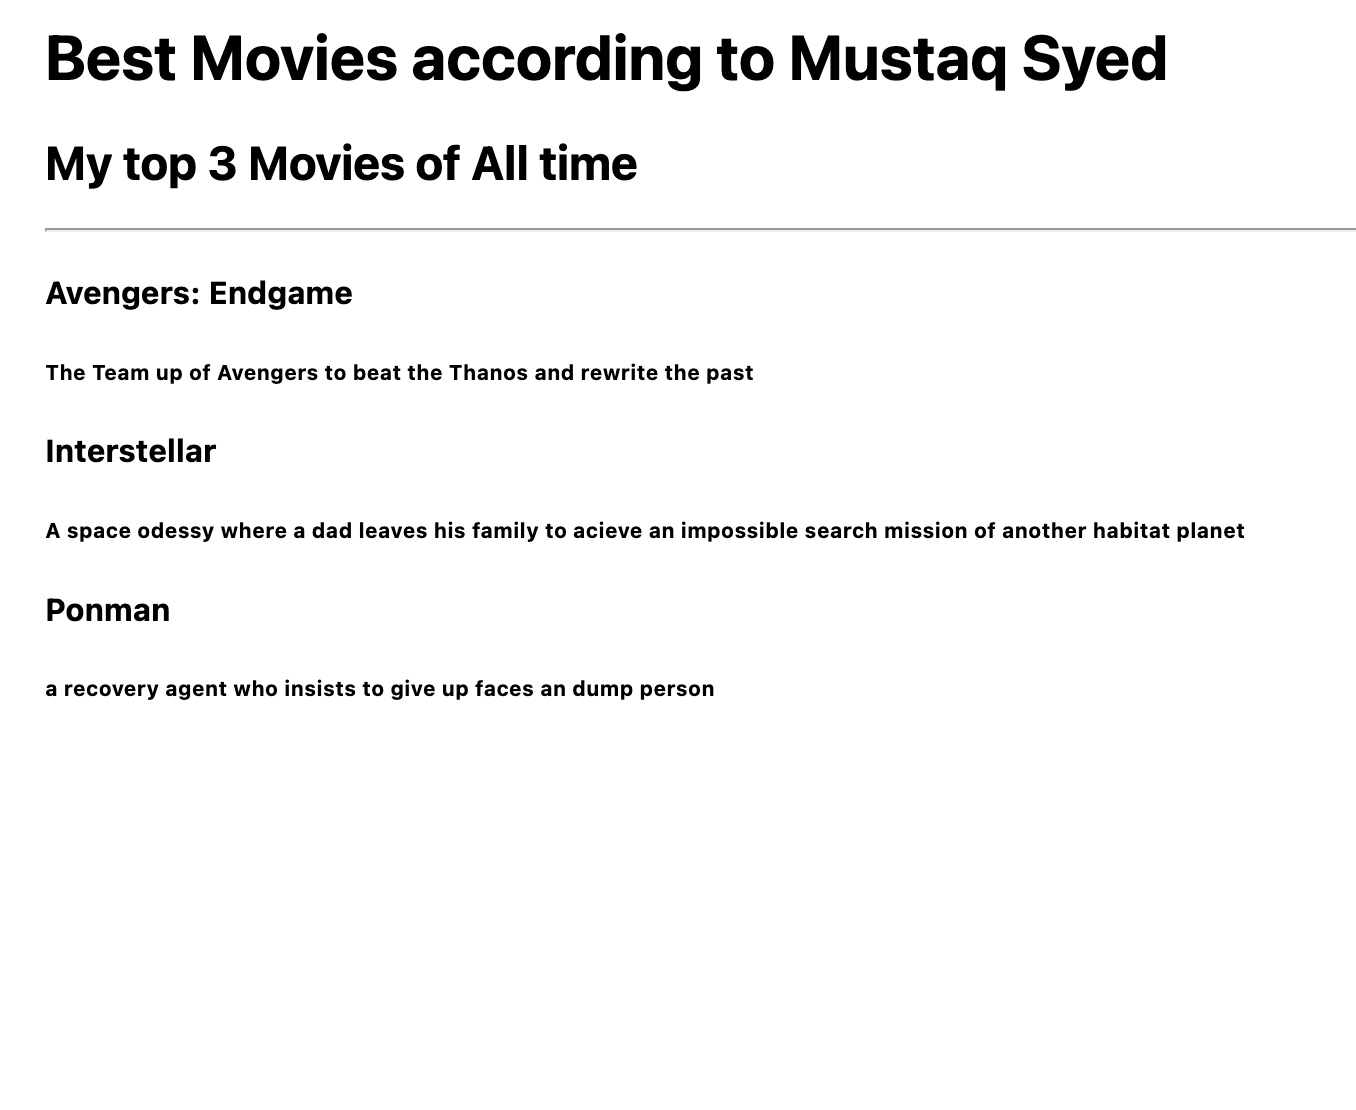 Best Movies according to Mustaq Syed
My top 3 Movies of All time
Avengers: Endgame
The Team up of Avengers to beat the Thanos and rewrite the past
Interstellar
A space odessy where a dad leaves his family to acieve an impossible search mission of another habitat planet
Ponman
a recovery agent who insists to give up faces an dump person